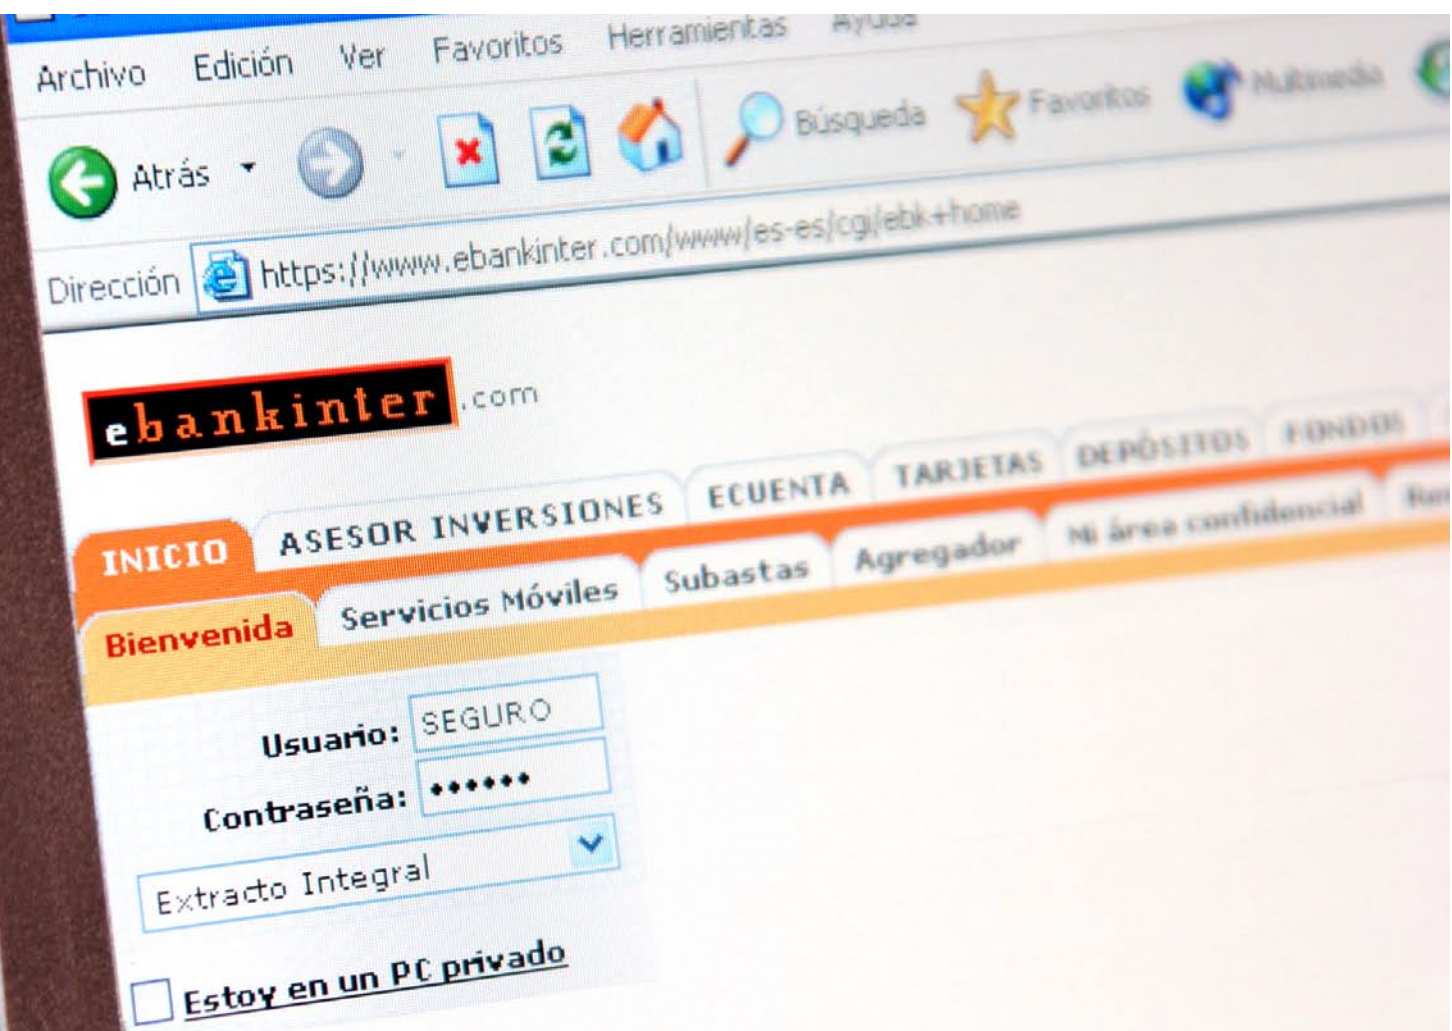 Archivo Edición Ver Favoritos Herramientas Ayuda
Atrás Búsqueda Favoritos Multimedia
Dirección https://www.ebankinter.com/www/es-es/cgi/ebk+home
ebankinter.com
INICIO ASESOR INVERSIONES ECUENTA TARJETAS DEPÓSITOS FONDOS
Bienvenida Servicios Móviles Subastas Agregador Mi área confidencial
Usuario: SEGURO
Contraseña: ••••••
Extracto Integral
Estoy en un PC privado